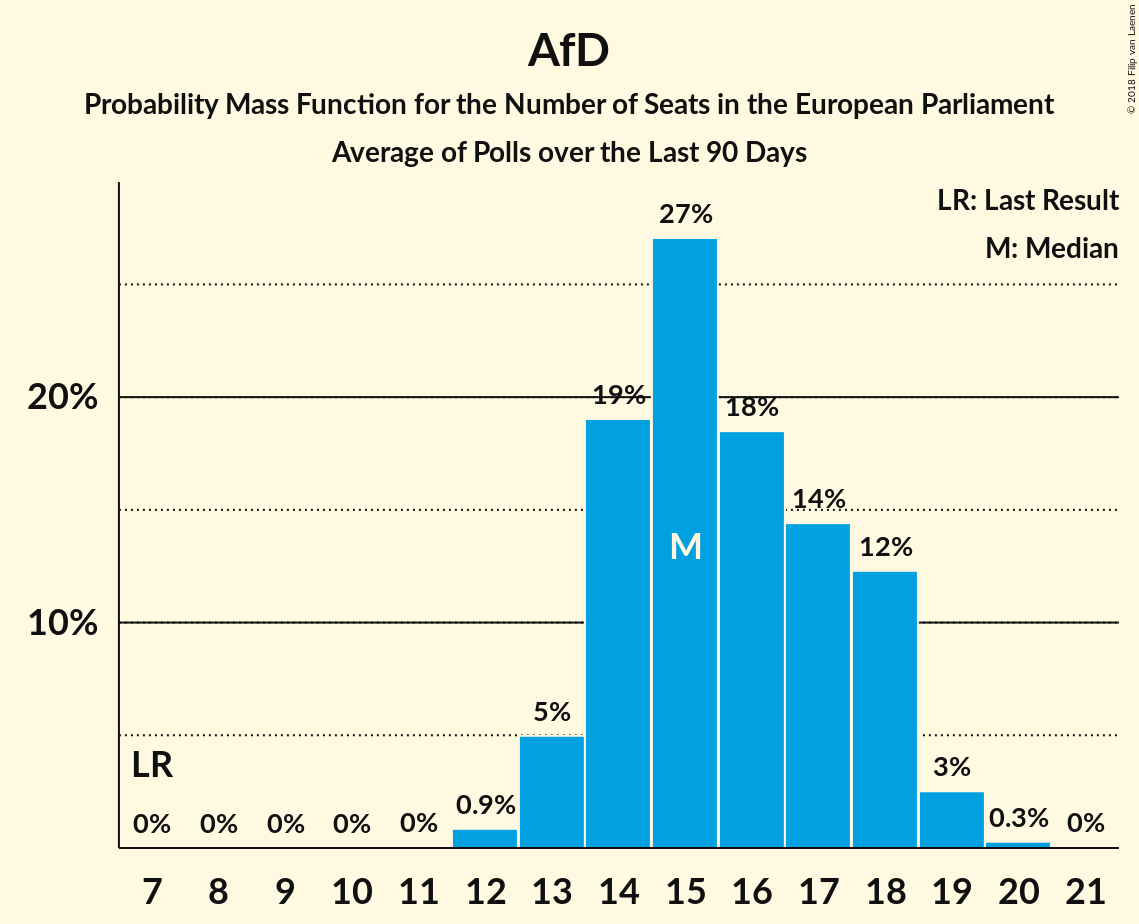 AfD
Probability Mass Function for the Number of Seats in the European Parliament
Average of Polls over the Last 90 Days
© 2018 Filip van Laenen
LR: Last Result
M: Median
27%
20%
19%
18%
14%
12%
M
10%
5%
LR
3%
0%
0%
0%
0%
0%
0.9%
0.3%
0%
7 8 9 10 11 12 13 14 15 16 17 18 19 20 21